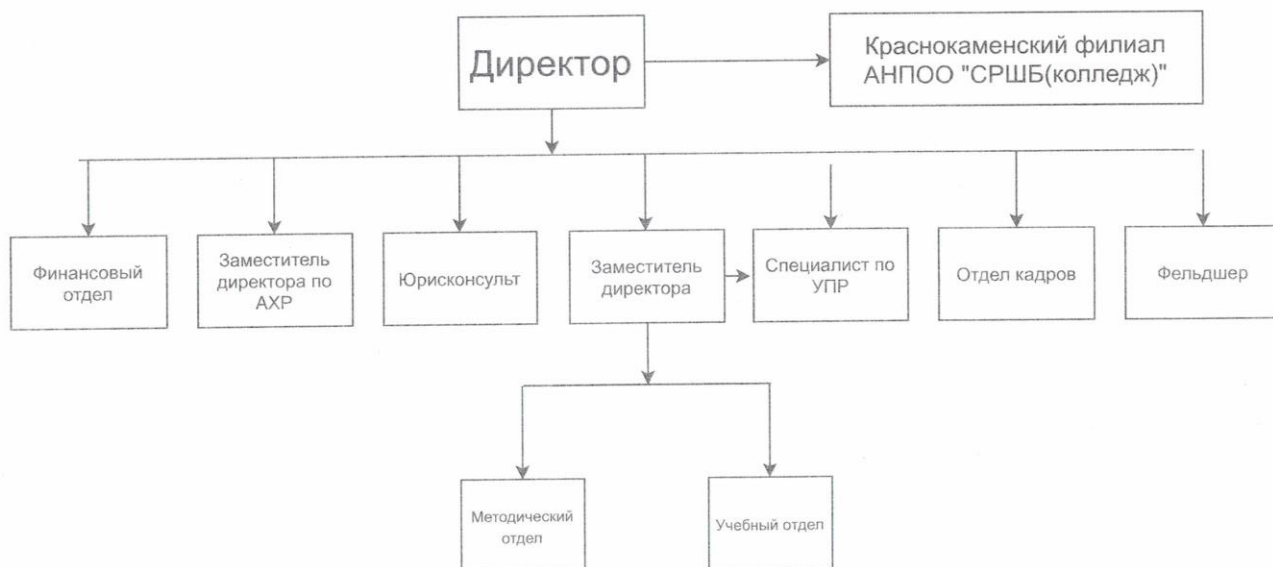 Директор
Краснокаменский филиал
АНПОО "СРШБ(колледж)"
Финансовый
отдел
Заместитель
директора по
АХР
Юрисконсульт
Заместитель
директора
Специалист по
УПР
Отдел кадров
Фельдшер
Методический
отдел
Учебный отдел